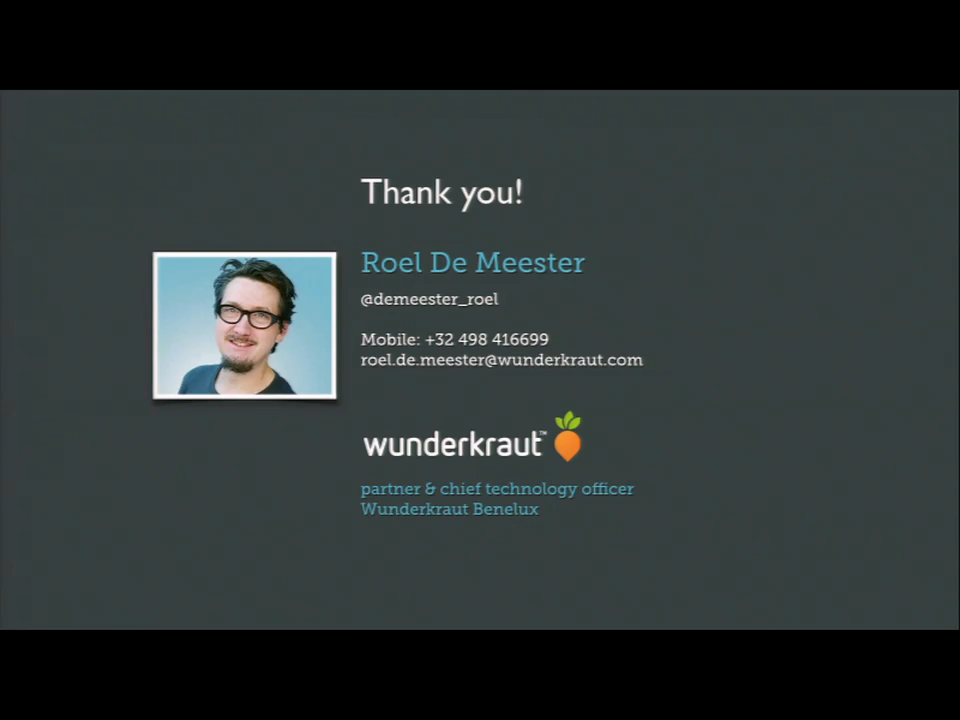 Thank you!
Roel De Meester
@demeester_roel
Mobile: +32 498 416699
roel.de.meester@wunderkraut.com
wunderkraut™
partner & chief technology officer
Wunderkraut Benelux